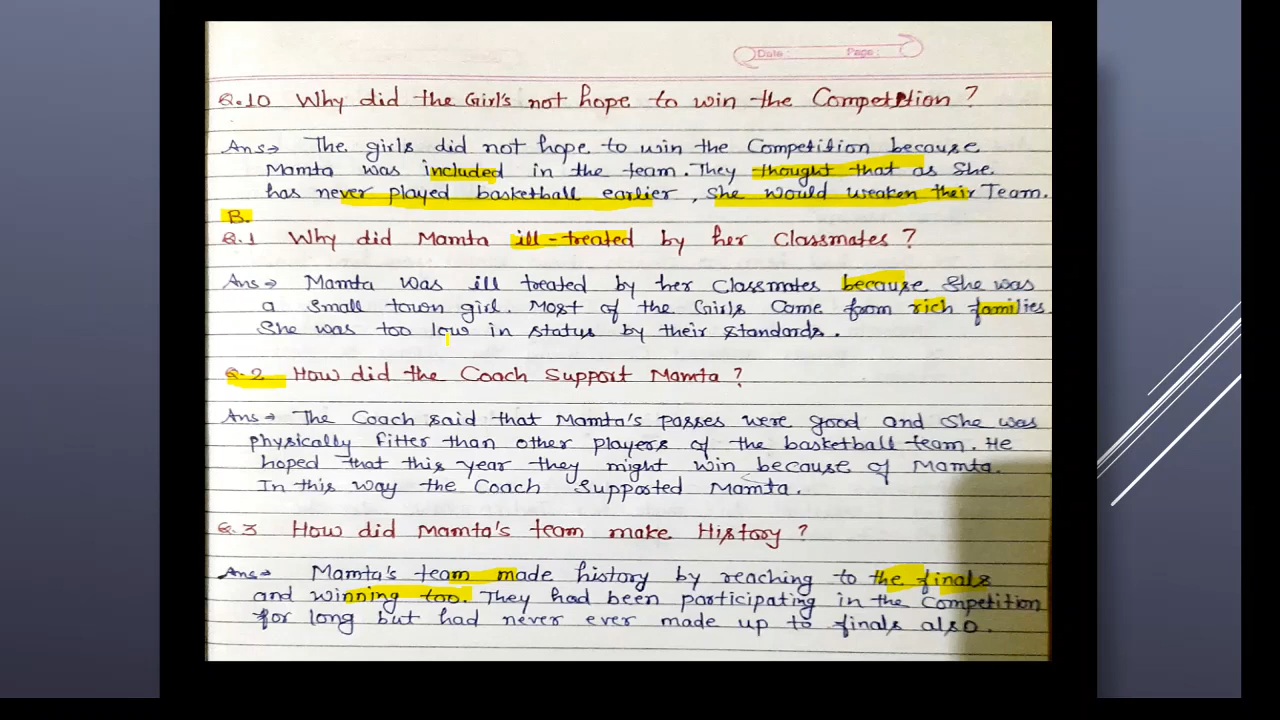 Date : Page :
Q.10 Why did the Girl's not hope to win the Competition ?
Ans→ The girls did not hope to win the Competition because
Mamta was included in the team. They thought that as She
has never played basketball earlier, She would weaken their Team.
B.
Q.1 Why did Mamta ill-treated by her Classmates ?
Ans→ Mamta was ill treated by her Classmates because She was
a Small town girl. Most of the Girls Come from rich families
She was too low in status by their standards.
Q.2 How did the Coach Support Mamta ?
Ans→ The Coach said that Mamta's passes were good and She was
physically fitter than other players of the basketball team. He
hoped that this year they might win because of Mamta.
In this way the Coach Supported Mamta.
Q.3 How did Mamta's team make History ?
Ans→ Mamta's team made history by reaching to the finals
and winning too. They had been participating in the Competition
for long but had never ever made up to finals also.